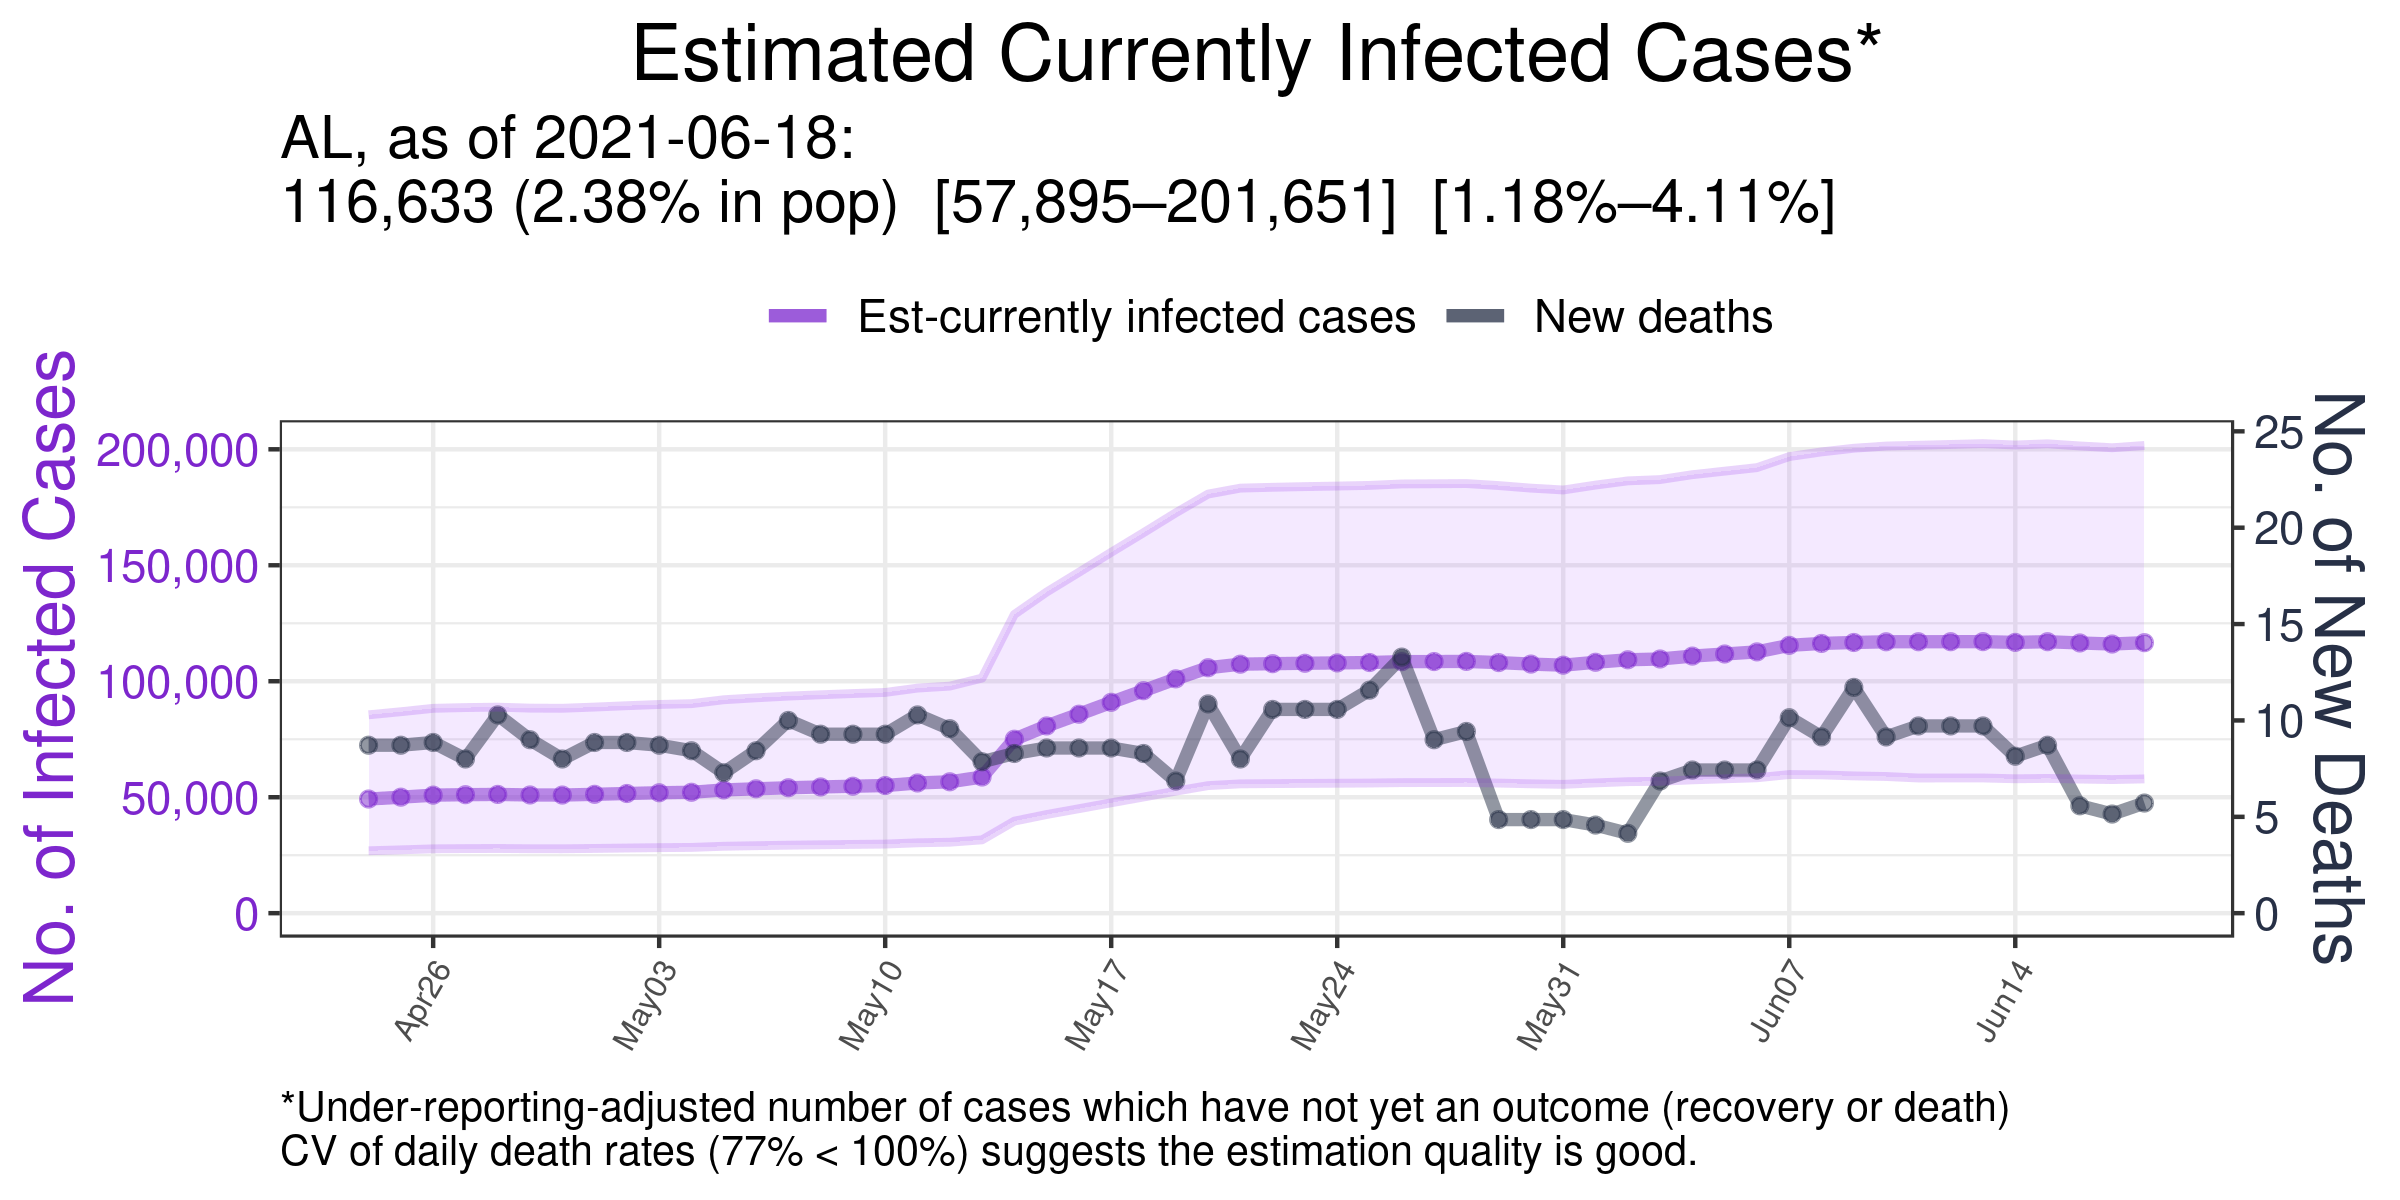 Estimated Currently Infected Cases*
AL, as of 2021-06-18:
116,633 (2.38% in pop)  [57,895–201,651]  [1.18%–4.11%]
Est-currently infected cases
New deaths
No. of Infected Cases
200,000
150,000
100,000
50,000
0
25
20
15
10
5
0
No. of New Deaths
Apr26
May03
May10
May17
May24
May31
Jun07
Jun14
*Under-reporting-adjusted number of cases which have not yet an outcome (recovery or death)
CV of daily death rates (77% < 100%) suggests the estimation quality is good.